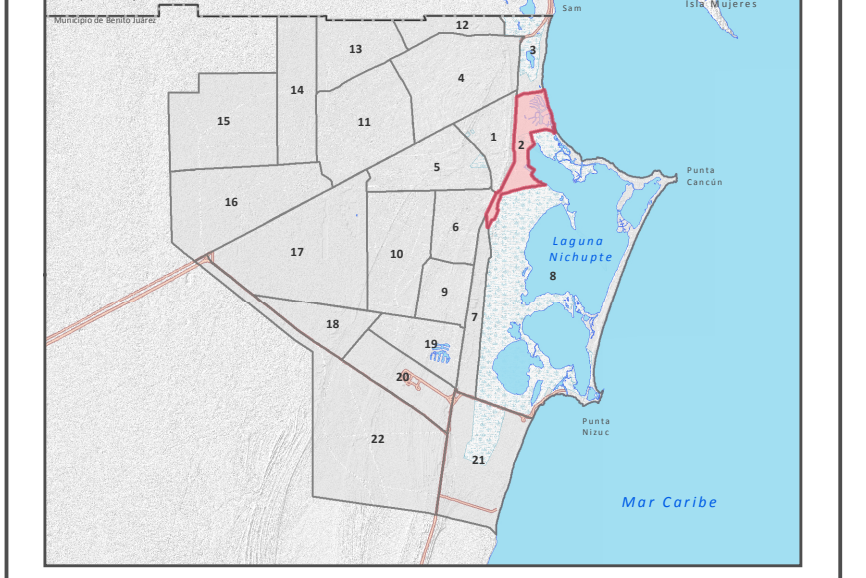 Isla Mujeres
Sam
Municipio de Benito Juárez
12
13
3
4
14
15
11
1
2
5
Punta
Cancún
16
6
Laguna
Nichupte
17
10
8
9
7
18
19
20
Punta
Nizuc
22
21
Mar Caribe